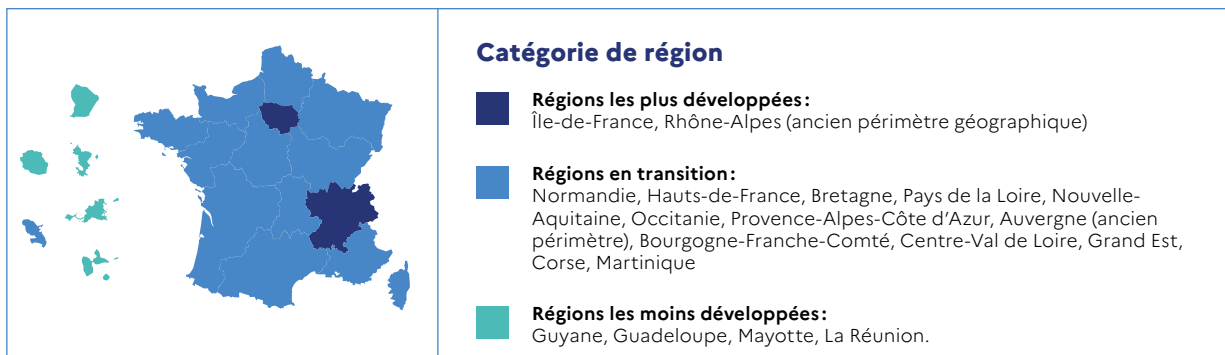 Catégorie de région
Régions les plus développées :
Île-de-France, Rhône-Alpes (ancien périmètre géographique)
Régions en transition :
Normandie, Hauts-de-France, Bretagne, Pays de la Loire, Nouvelle-
Aquitaine, Occitanie, Provence-Alpes-Côte d’Azur, Auvergne (ancien
périmètre), Bourgogne-Franche-Comté, Centre-Val de Loire, Grand Est,
Corse, Martinique
Régions les moins développées :
Guyane, Guadeloupe, Mayotte, La Réunion.